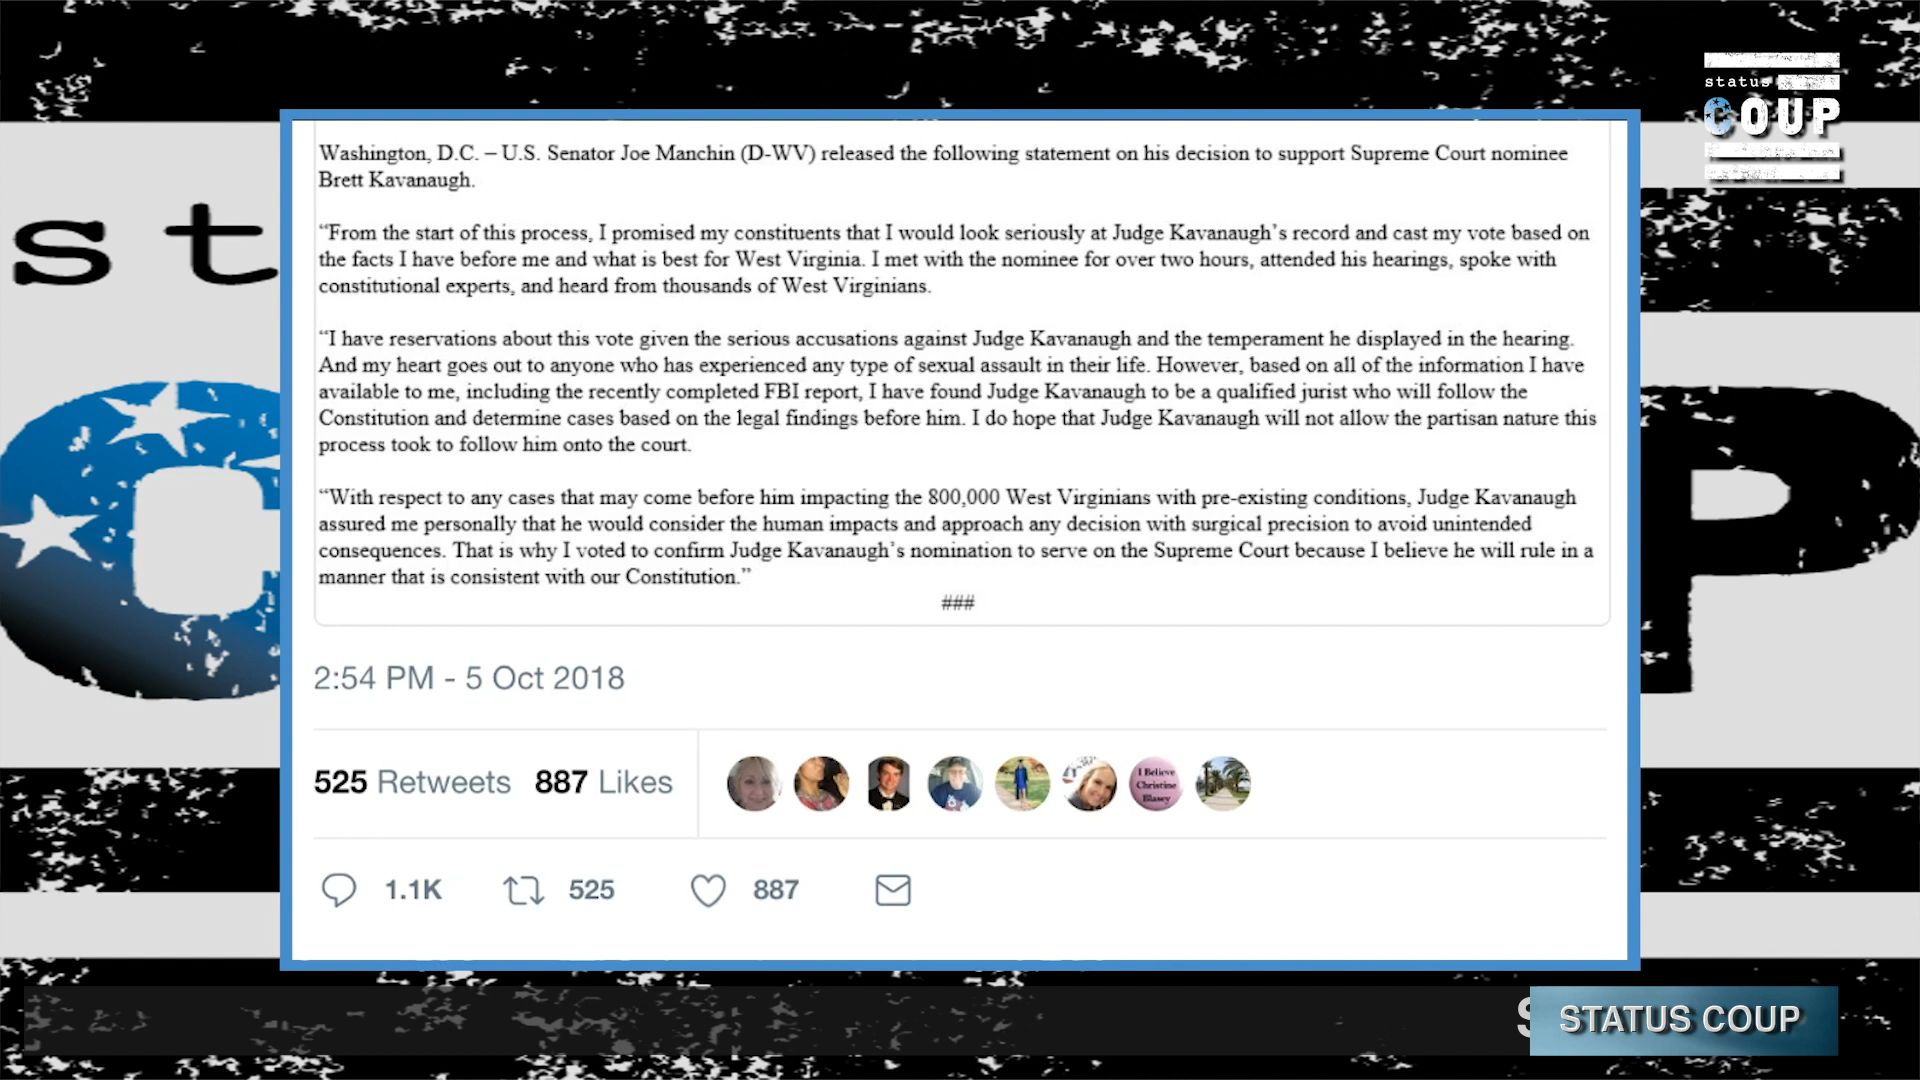 status
COUP
st
C
P
Washington, D.C. – U.S. Senator Joe Manchin (D-WV) released the following statement on his decision to support Supreme Court nominee
Brett Kavanaugh.
“From the start of this process, I promised my constituents that I would look seriously at Judge Kavanaugh’s record and cast my vote based on
the facts I have before me and what is best for West Virginia. I met with the nominee for over two hours, attended his hearings, spoke with
constitutional experts, and heard from thousands of West Virginians.
“I have reservations about this vote given the serious accusations against Judge Kavanaugh and the temperament he displayed in the hearing.
And my heart goes out to anyone who has experienced any type of sexual assault in their life. However, based on all of the information I have
available to me, including the recently completed FBI report, I have found Judge Kavanaugh to be a qualified jurist who will follow the
Constitution and determine cases based on the legal findings before him. I do hope that Judge Kavanaugh will not allow the partisan nature this
process took to follow him onto the court.
“With respect to any cases that may come before him impacting the 800,000 West Virginians with pre-existing conditions, Judge Kavanaugh
assured me personally that he would consider the human impacts and approach any decision with surgical precision to avoid unintended
consequences. That is why I voted to confirm Judge Kavanaugh’s nomination to serve on the Supreme Court because I believe he will rule in a
manner that is consistent with our Constitution.”
###
2:54 PM - 5 Oct 2018
525 Retweets 887 Likes
I Believe
Christine
Blasey
1.1K 525 887
S
STATUS COUP